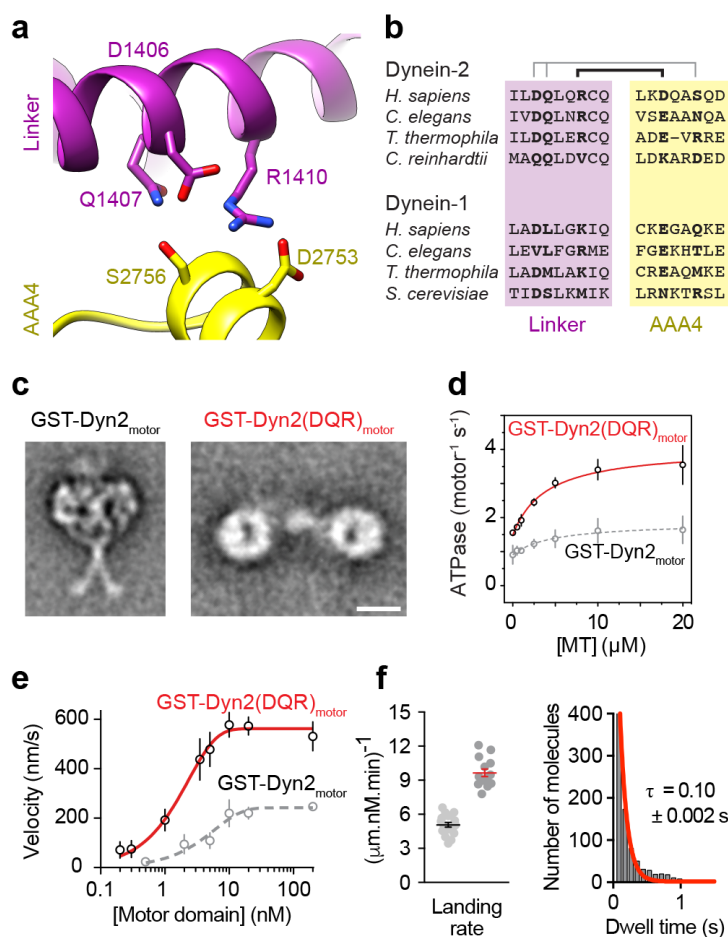 a
D1406
Linker
Q1407
R1410
S2756
D2753
AAA4
b
Dynein-2
H. sapiens ILDQLQRCQ LKDQASQD
C. elegans IVDQLNRCQ VSEAANQA
T. thermophila ILDQLERCQ ADE-VRRE
C. reinhardtii MAQQLDVCQ LDKARDED
Dynein-1
H. sapiens LADLLGKIQ CKEGAQKE
C. elegans LEVLFGRME FGEKHTLE
T. thermophila LADMLAKIQ CREAQMKE
S. cerevisiae TIDSLKMIK LRNKTRSL
Linker AAA4
c
GST-Dyn2motor
GST-Dyn2(DQR)motor
d
GST-Dyn2(DQR)motor
GST-Dyn2motor
ATPase (motor⁻¹ s⁻¹)
4
2
0
0 5 10 15 20
[MT] (µM)
e
GST-Dyn2(DQR)motor
GST-Dyn2motor
Velocity (nm/s)
600
400
200
0
0.1 1 10 100
[Motor domain] (nM)
f
(µm.nM.min)⁻¹
15
12
9
6
3
0
Landing
rate
Number of molecules
400
300
200
100
0
τ = 0.10
± 0.002 s
0 1
Dwell time (s)